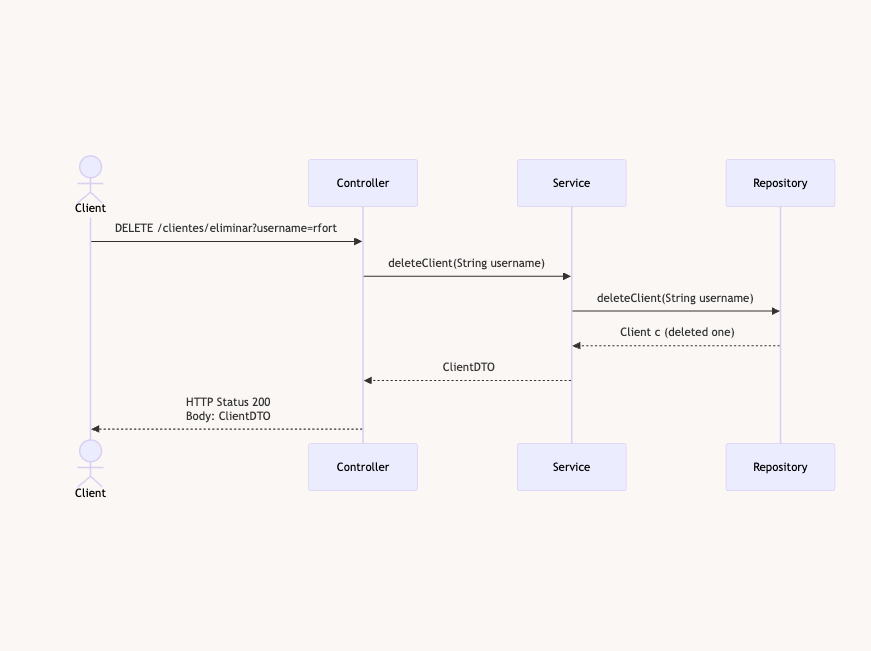 Client
Controller
Service
Repository
DELETE /clientes/eliminar?username=rfort
deleteClient(String username)
deleteClient(String username)
Client c (deleted one)
ClientDTO
HTTP Status 200
Body: ClientDTO
Client
Controller
Service
Repository